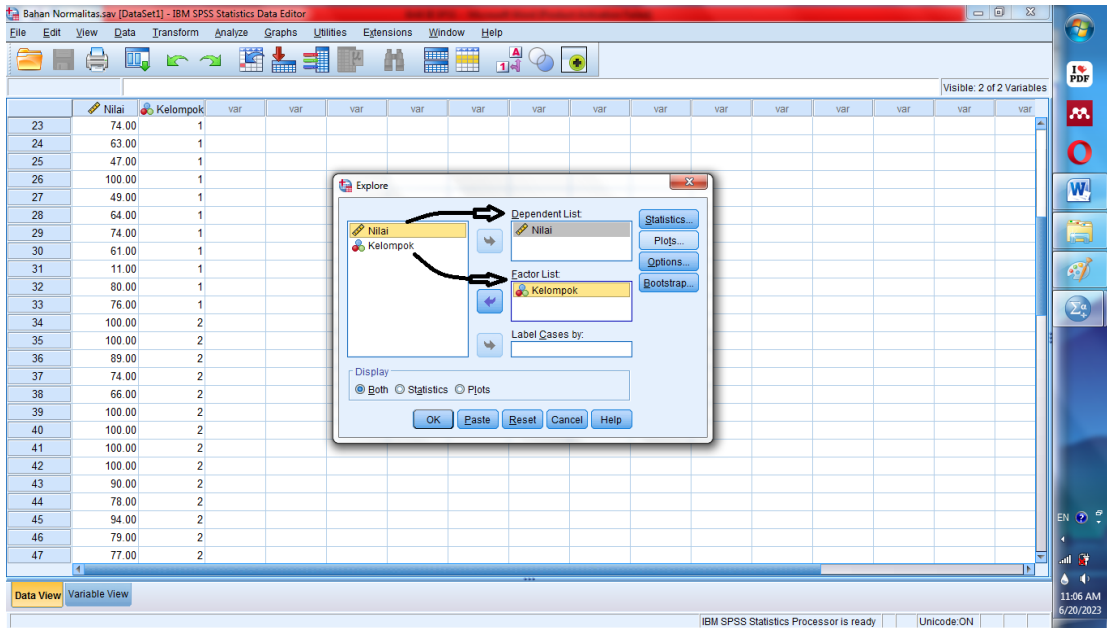 Bahan Normalitas.sav [DataSet1] - IBM SPSS Statistics Data Editor
File Edit View Data Transform Analyze Graphs Utilities Extensions Window Help
Visible: 2 of 2 Variables
Nilai Kelompok var var var var var var var var var var var var var var
23 74.00 1
24 63.00 1
25 47.00 1
26 100.00 1
27 49.00 1
28 64.00 1
29 74.00 1
30 61.00 1
31 11.00 1
32 80.00 1
33 76.00 1
34 100.00 2
35 100.00 2
36 89.00 2
37 74.00 2
38 66.00 2
39 100.00 2
40 100.00 2
41 100.00 2
42 100.00 2
43 90.00 2
44 78.00 2
45 94.00 2
46 79.00 2
47 77.00 2
Explore
Nilai
Kelompok
Dependent List:
Nilai
Factor List:
Kelompok
Label Cases by:
Statistics...
Plots...
Options...
Bootstrap...
Display
Both Statistics Plots
OK Paste Reset Cancel Help
Data View Variable View
IBM SPSS Statistics Processor is ready Unicode:ON
I
PDF
W
EN
11:06 AM
6/20/2023